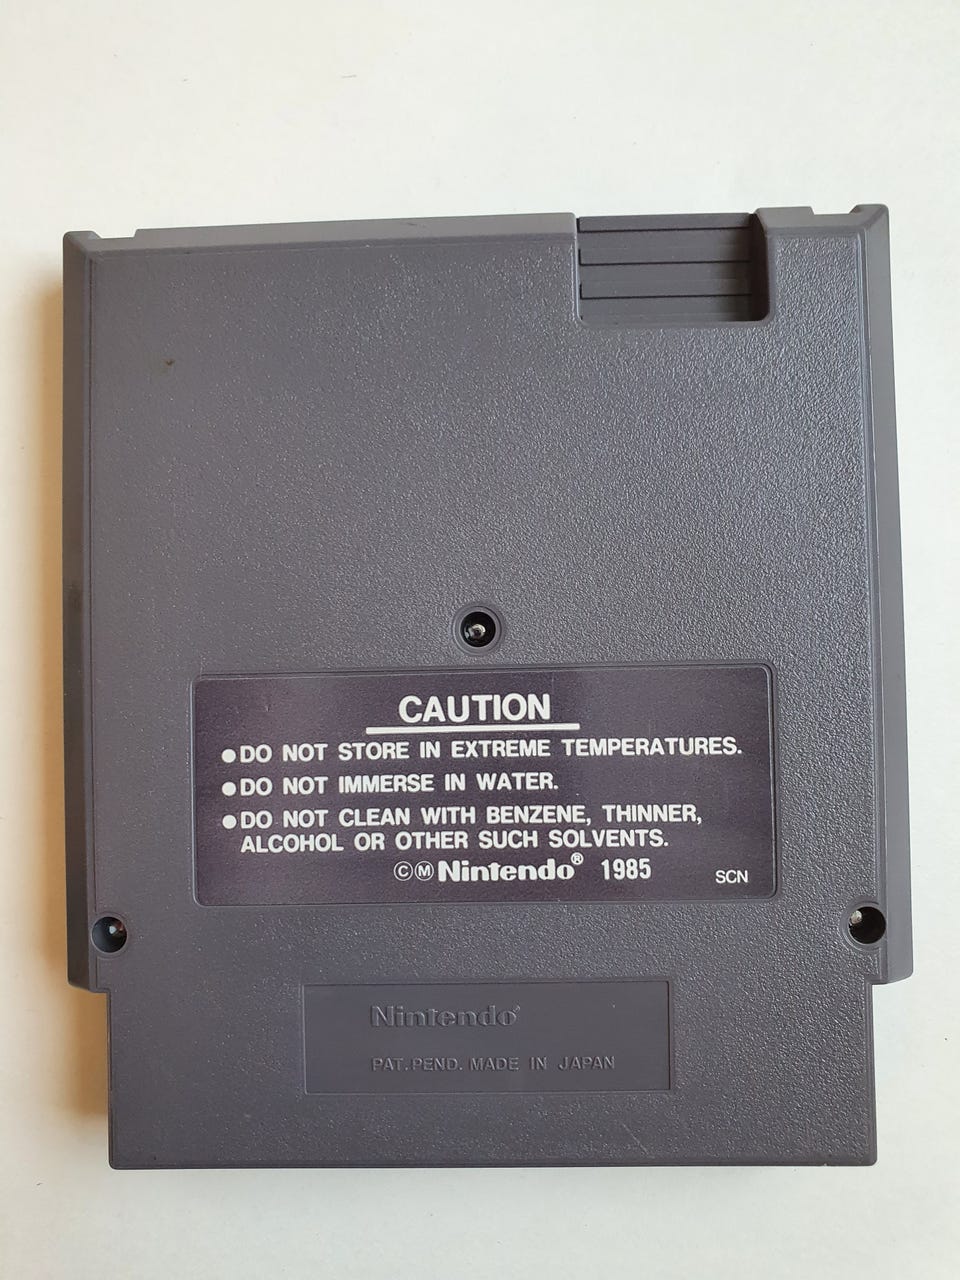 CAUTION
●DO NOT STORE IN EXTREME TEMPERATURES.
●DO NOT IMMERSE IN WATER.
●DO NOT CLEAN WITH BENZENE, THINNER,
ALCOHOL OR OTHER SUCH SOLVENTS.
©Ⓜ Nintendo® 1985 SCN
Nintendo®
PAT.PEND. MADE IN JAPAN